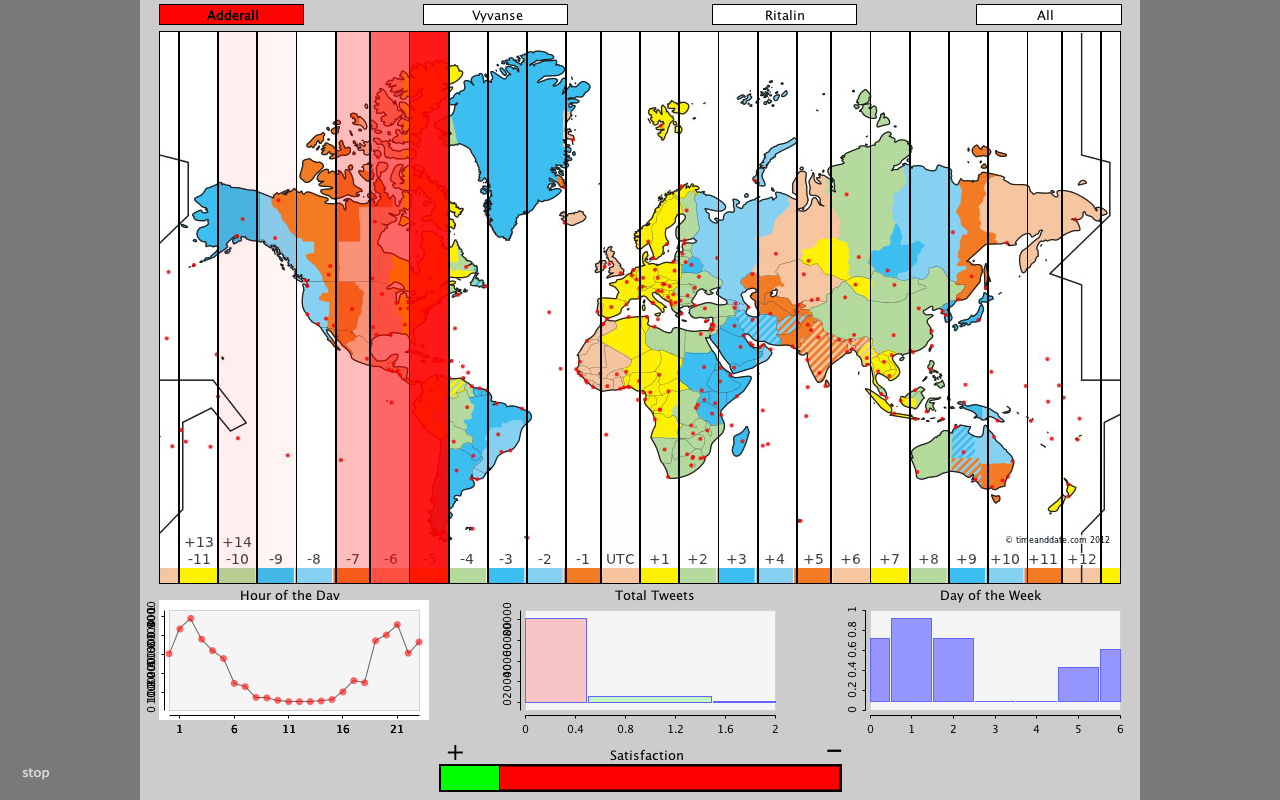 Adderall Vyvanse Ritalin All
© timeanddate.com 2012
+13 +14
-11 -10 -9 -8 -7 -6 -5 -4 -3 -2 -1 UTC +1 +2 +3 +4 +5 +6 +7 +8 +9 +10 +11 +12
Hour of the Day Total Tweets Day of the Week
0 0.2 0.4 0.6 0.8 1
1 6 11 16 21
0 0.4 0.8 1.2 1.6 2
0 1 2 3 4 5 6
+ Satisfaction −
stop